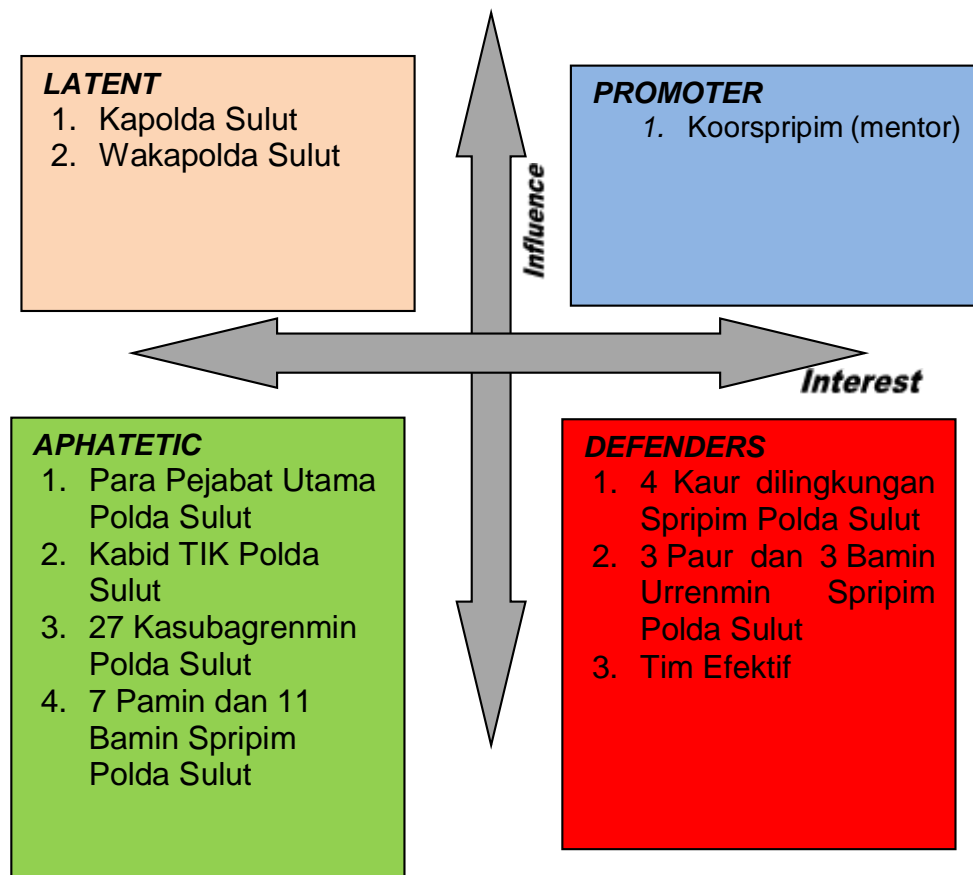 LATENT
1. Kapolda Sulut
2. Wakapolda Sulut
PROMOTER
1. Koorspripim (mentor)
Influence
Interest
APHATETIC
1. Para Pejabat Utama
Polda Sulut
2. Kabid TIK Polda
Sulut
3. 27 Kasubagrenmin
Polda Sulut
4. 7 Pamin dan 11
Bamin Spripim
Polda Sulut
DEFENDERS
1. 4 Kaur dilingkungan
Spripim Polda Sulut
2. 3 Paur dan 3 Bamin
Urrenmin Spripim
Polda Sulut
3. Tim Efektif